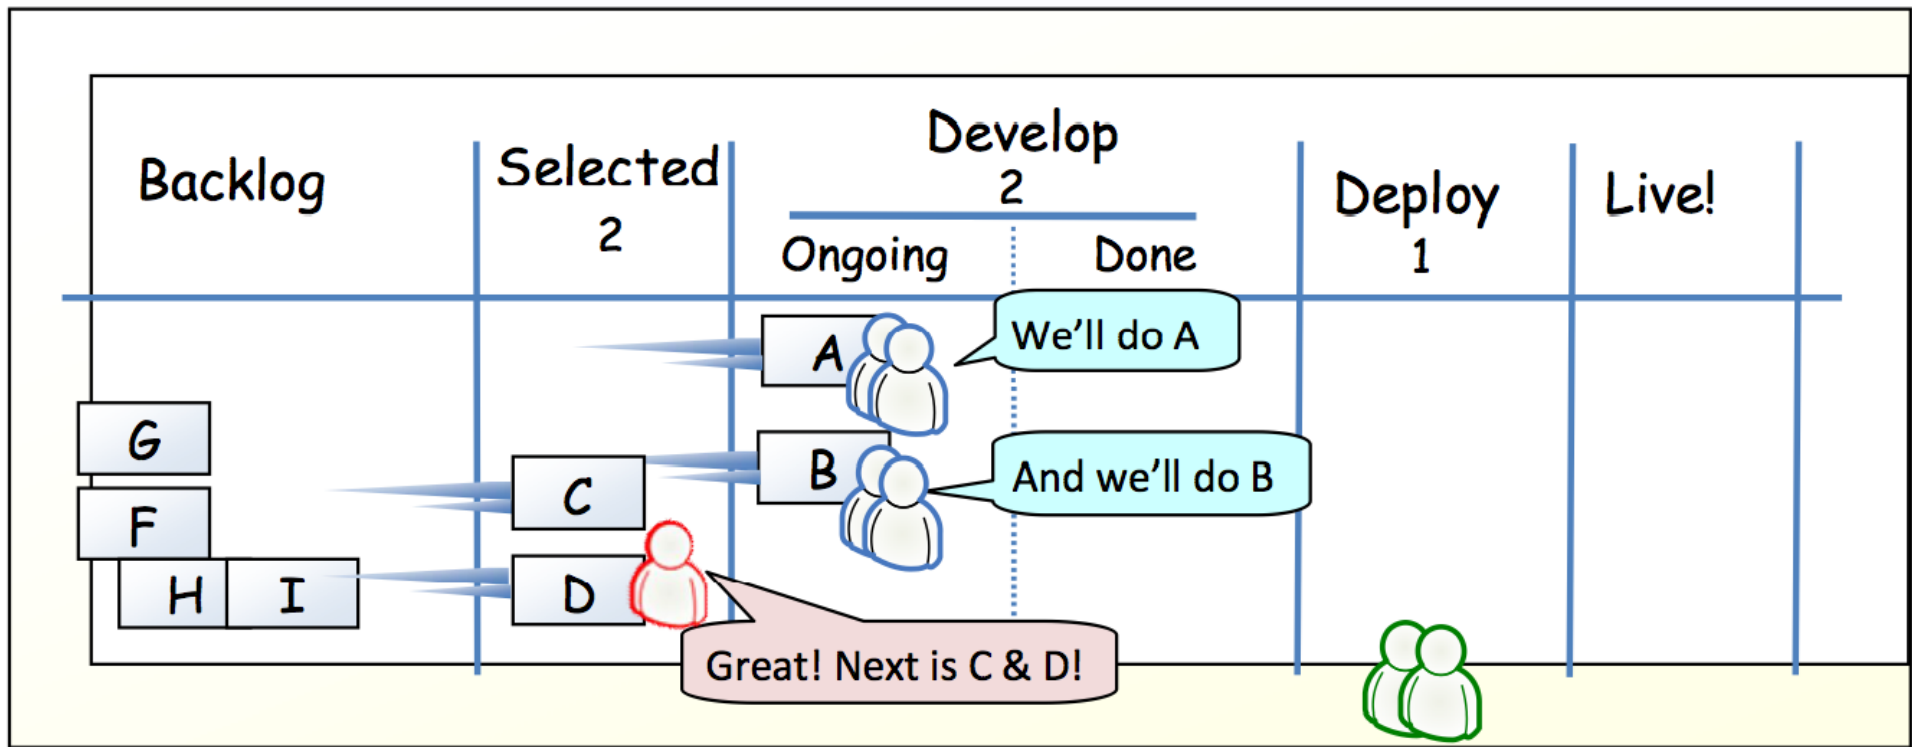 Backlog
Selected
2
Develop
2
Ongoing
Done
Deploy
1
Live!
We'll do A
A
G
B
And we'll do B
C
F
H
I
D
Great! Next is C & D!